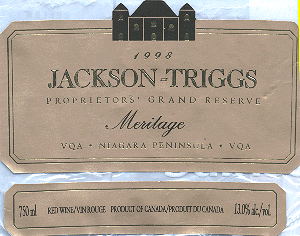 1998
JACKSON-TRIGGS
PROPRIETORS' GRAND RESERVE
Meritage
VQA • NIAGARA PENINSULA • VQA
750 ml RED WINE/VIN ROUGE PRODUCT OF CANADA/PRODUIT DU CANADA 13.0% alc./vol.